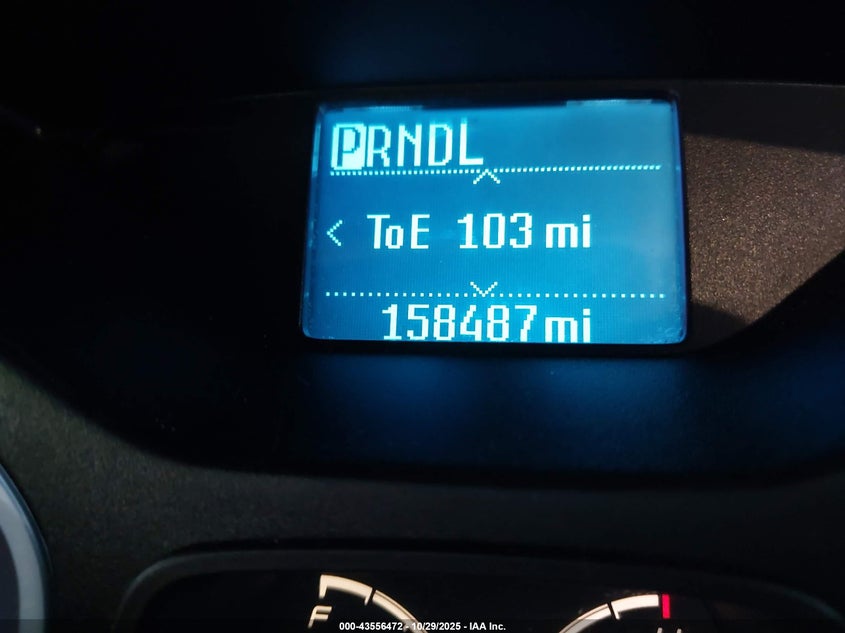 PRNDL
ToE 103 mi
158487 mi
F
000-43556472 - 10/29/2025 - IAA Inc.